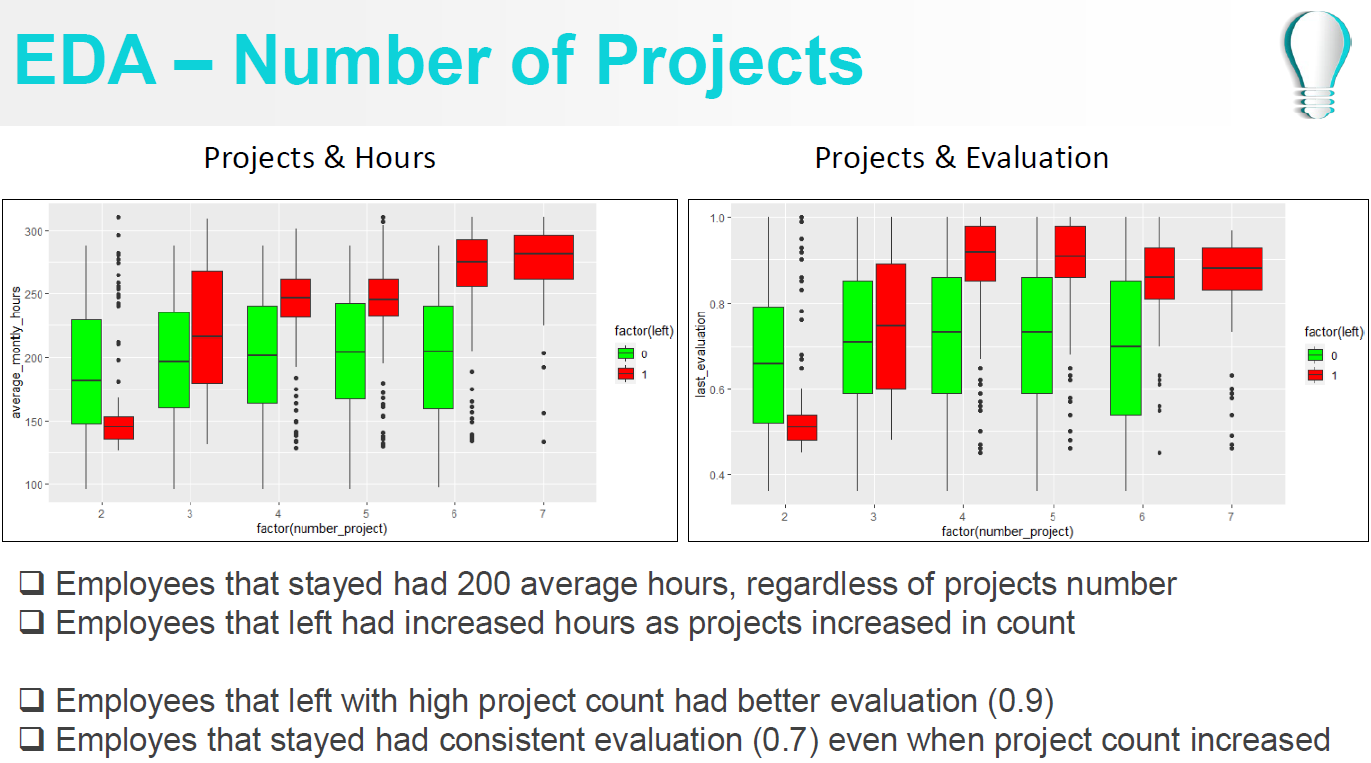 EDA – Number of Projects
Projects & Hours
Projects & Evaluation
300
250
200
150
100
average_montly_hours
2 3 4 5 6 7
factor(number_project)
factor(left)
0
1
1.0
0.8
0.6
0.4
last_evaluation
2 3 4 5 6 7
factor(number_project)
factor(left)
0
1
❑ Employees that stayed had 200 average hours, regardless of projects number
❑ Employees that left had increased hours as projects increased in count
❑ Employees that left with high project count had better evaluation (0.9)
❑ Employes that stayed had consistent evaluation (0.7) even when project count increased